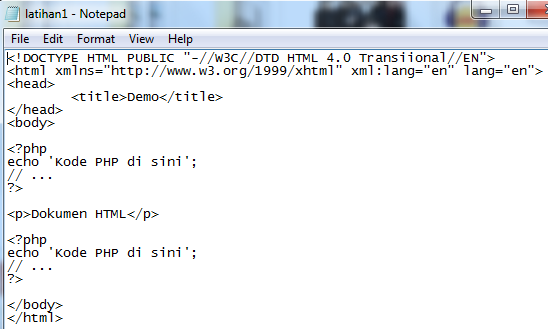 latihan1 - Notepad
File Edit Format View Help
<!DOCTYPE HTML PUBLIC "-//W3C//DTD HTML 4.0 Transiional//EN">
<html xmlns="http://www.w3.org/1999/xhtml" xml:lang="en" lang="en">
<head>
        <title>Demo</title>
</head>
<body>

<?php
echo 'Kode PHP di sini';
// ...
?>

<p>Dokumen HTML</p>

<?php
echo 'Kode PHP di sini';
// ...
?>

</body>
</html>